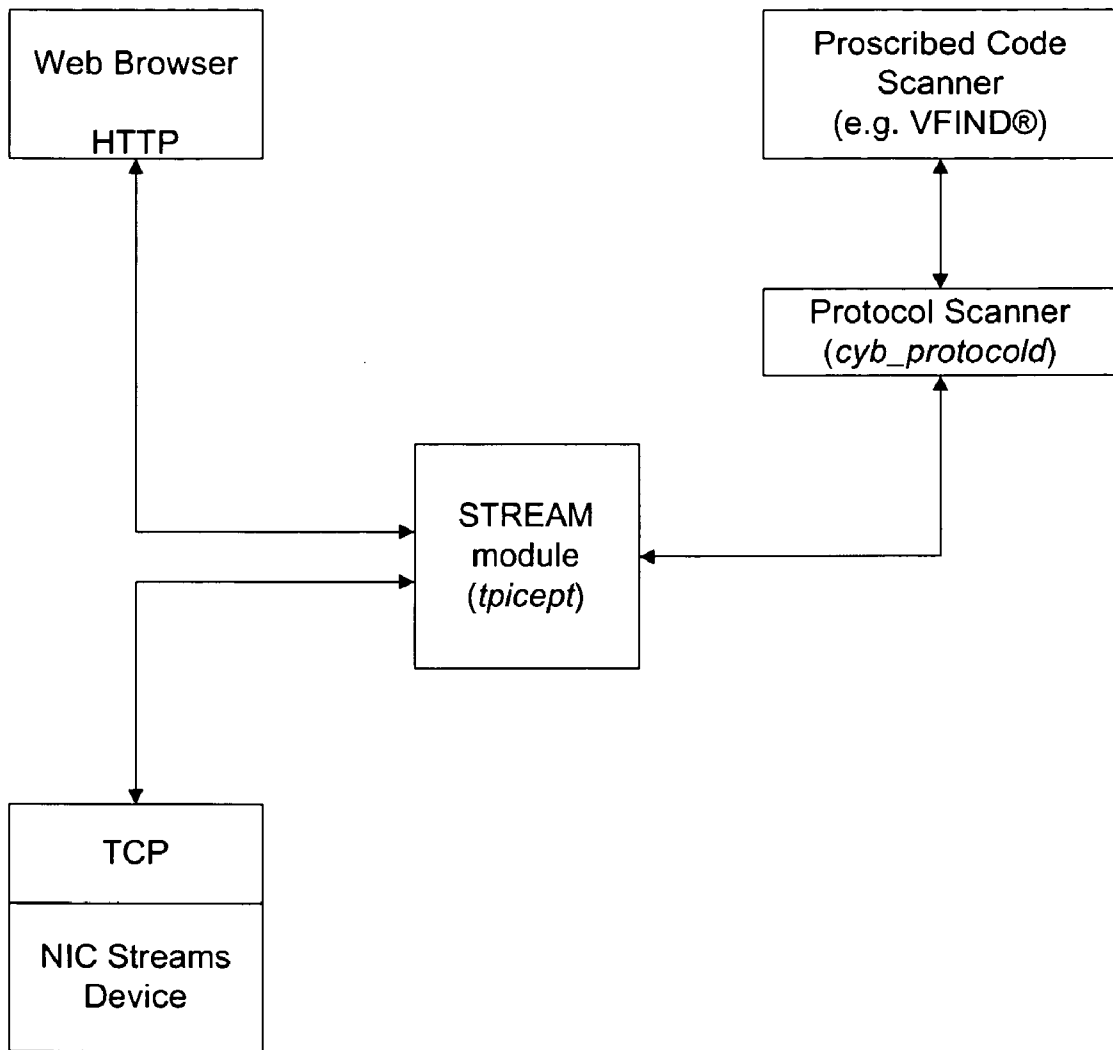 Web Browser
HTTP
Proscribed Code
Scanner
(e.g. VFIND®)
Protocol Scanner
(cyb_protocold)
STREAM
module
(tpicept)
TCP
NIC Streams
Device